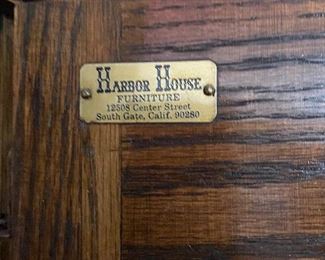 HARBOR HOUSE
FURNITURE
12508 Center Street
South Gate, Calif. 90280